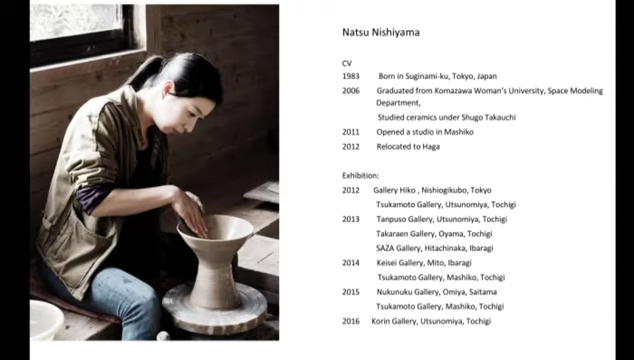 Natsu Nishiyama
CV
1983 Born in Suginami-ku, Tokyo, Japan
2006 Graduated from Komazawa Woman's University, Space Modeling
Department,
Studied ceramics under Shugo Takauchi
2011 Opened a studio in Mashiko
2012 Relocated to Haga
Exhibition:
2012 Gallery Hiko , Nishiogikubo, Tokyo
Tsukamoto Gallery, Utsunomiya, Tochigi
2013 Tanpuso Gallery, Utsunomiya, Tochigi
Takaraen Gallery, Oyama, Tochigi
SAZA Gallery, Hitachinaka, Ibaragi
2014 Keisei Gallery, Mito, Ibaragi
Tsukamoto Gallery, Mashiko, Tochigi
2015 Nukunuku Gallery, Omiya, Saitama
Tsukamoto Gallery, Mashiko, Tochigi
2016 Korin Gallery, Utsunomiya, Tochigi